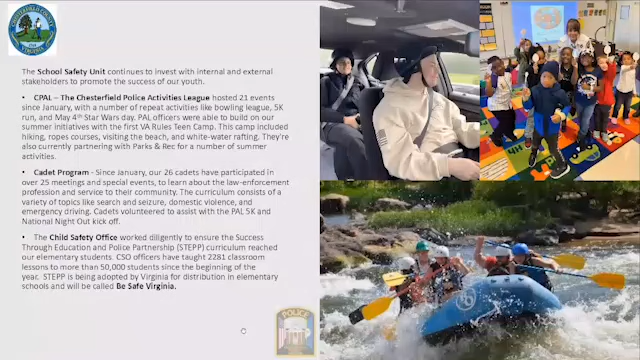 The School Safety Unit continues to invest with internal and external
stakeholders to promote the success of our youth.
• CPAL – The Chesterfield Police Activities League hosted 21 events
since January, with a number of repeat activities like bowling league, 5K
run, and May 4th Star Wars day. PAL officers were able to build on our
summer initiatives with the first VA Rules Teen Camp. This camp included
hiking, ropes courses, visiting the beach, and white-water rafting. They're
also currently partnering with Parks & Rec for a number of summer
activities.
• Cadet Program - Since January, our 26 cadets have participated in
over 25 meetings and special events, to learn about the law-enforcement
profession and service to their community. The curriculum consists of a
variety of topics like search and seizure, domestic violence, and
emergency driving. Cadets volunteered to assist with the PAL 5K and
National Night Out kick off.
• The Child Safety Office worked diligently to ensure the Success
Through Education and Police Partnership (STEPP) curriculum reached
our elementary students. CSO officers have taught 2281 classroom
lessons to more than 50,000 students since the beginning of the
year. STEPP is being adopted by Virginia for distribution in elementary
schools and will be called Be Safe Virginia.
POLICE